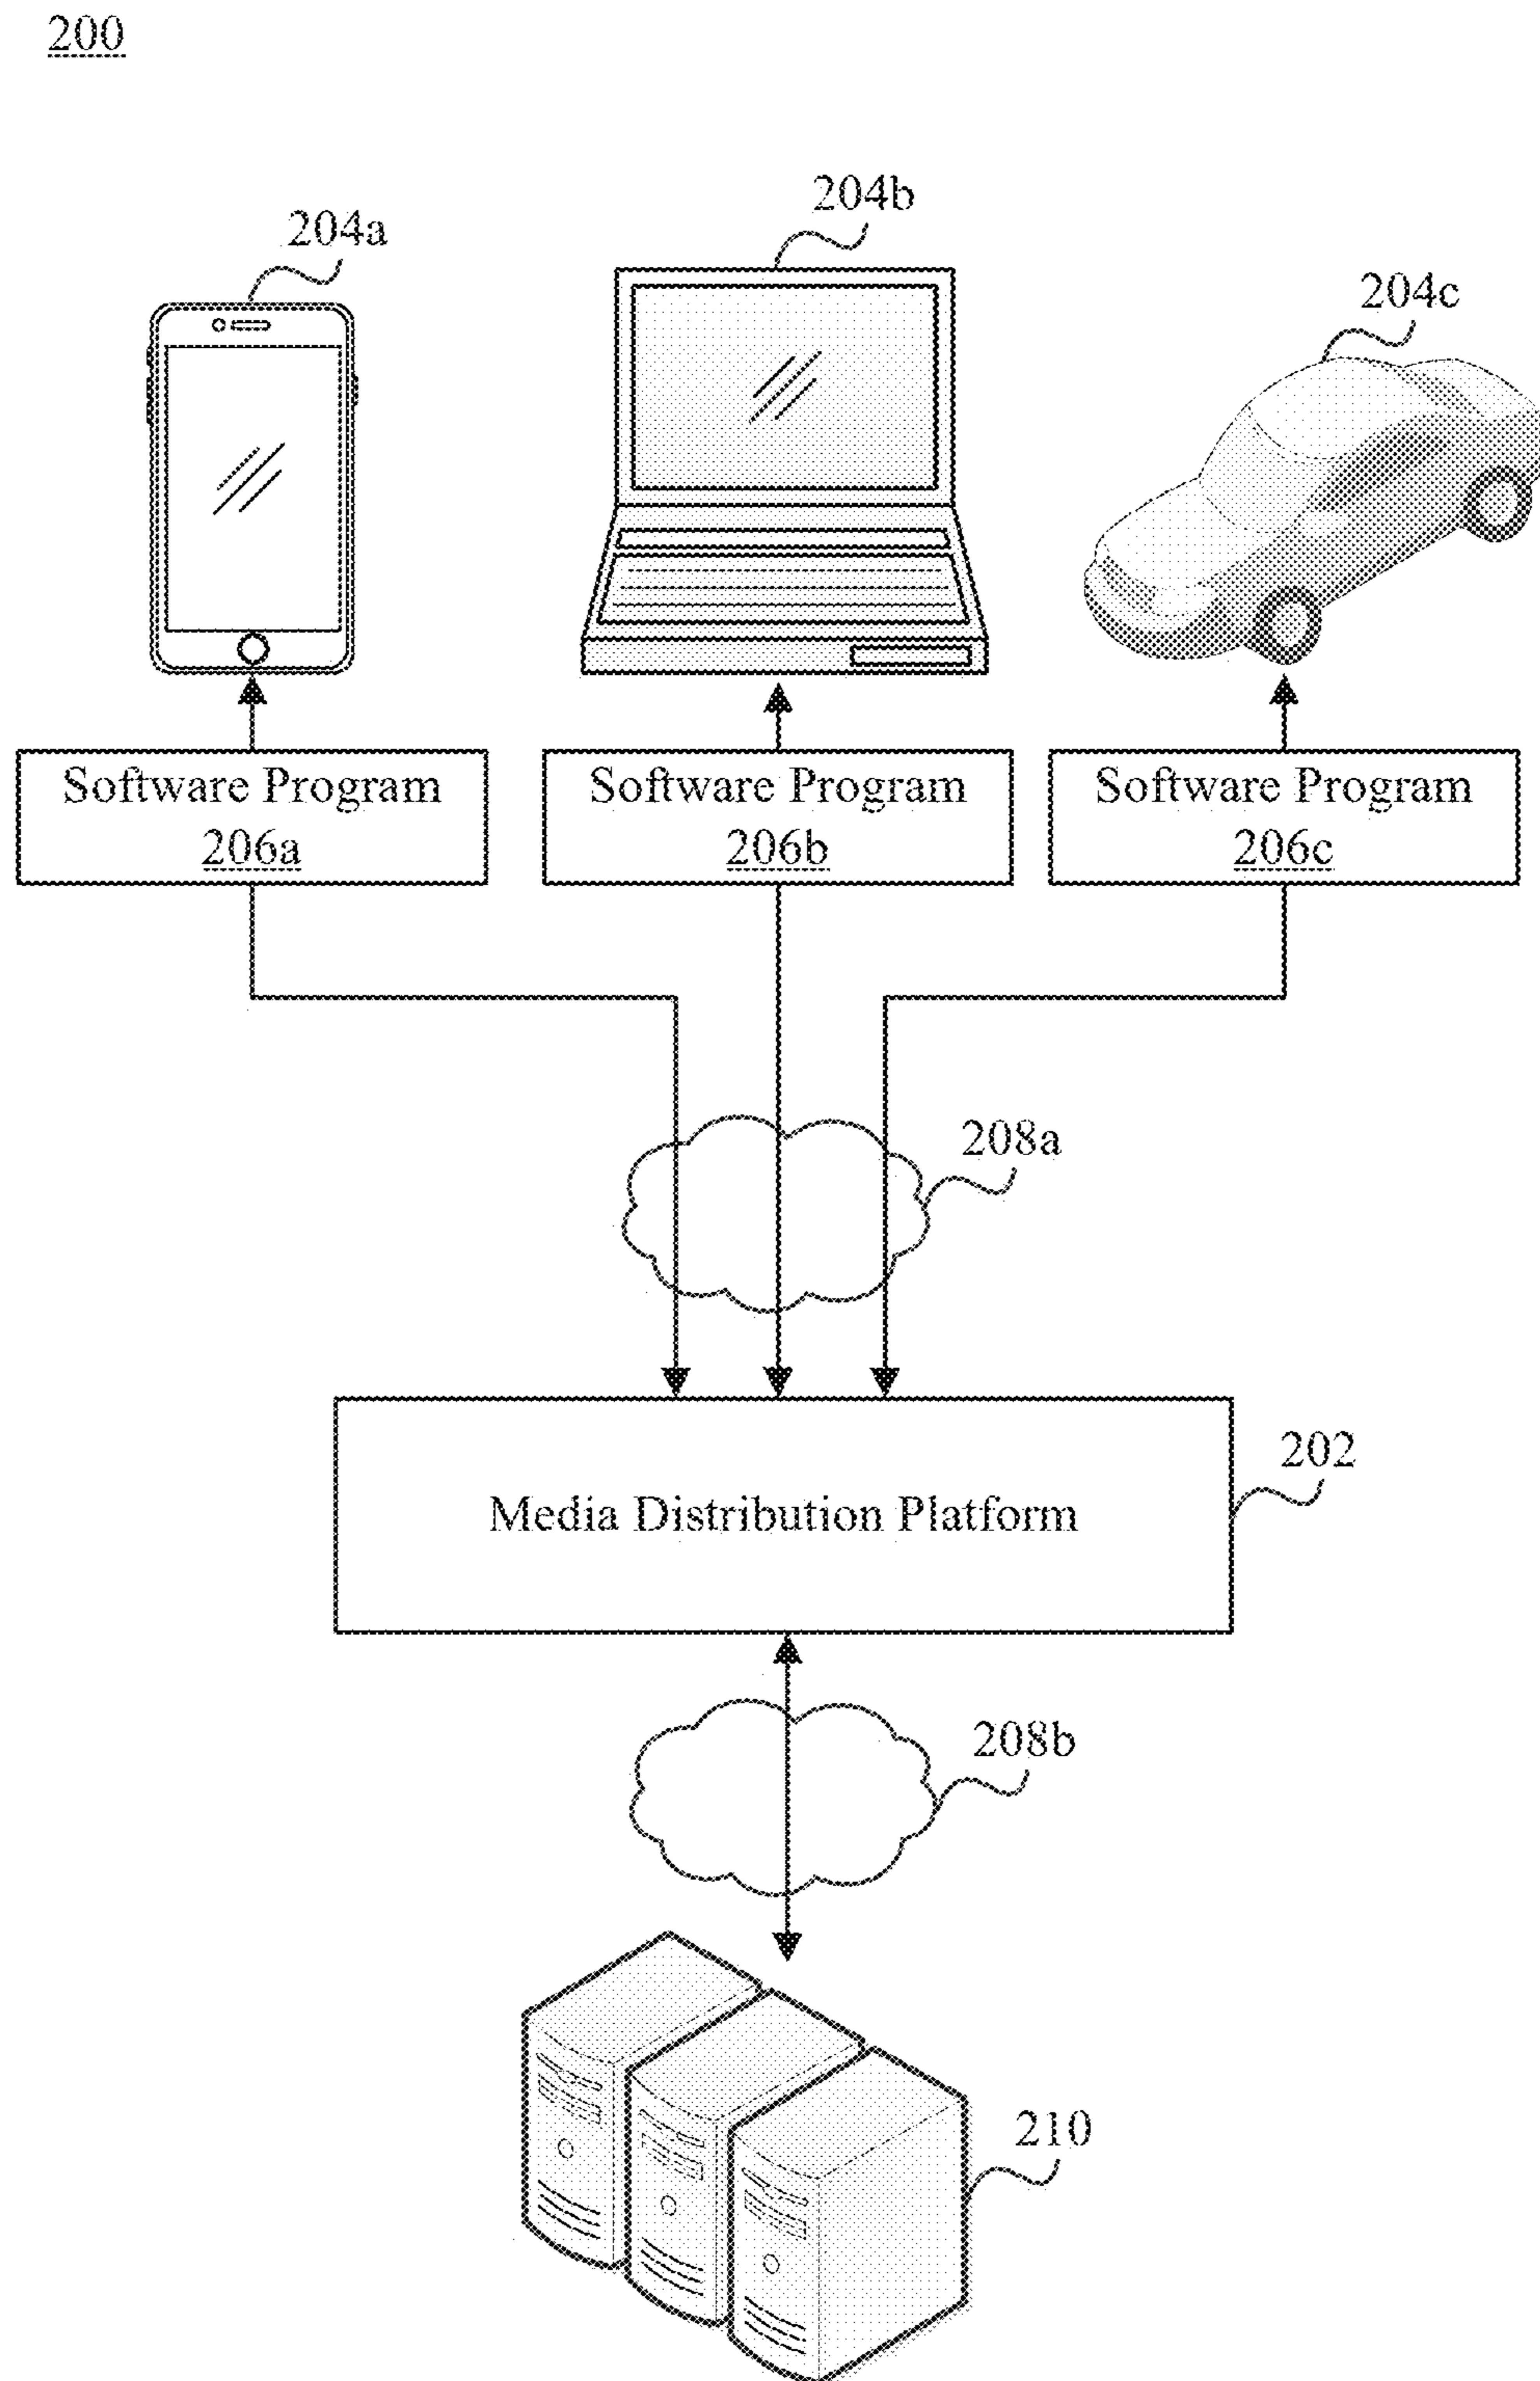 200
204a
204b
204c
Software Program
206a
Software Program
206b
Software Program
206c
208a
202
Media Distribution Platform
208b
210